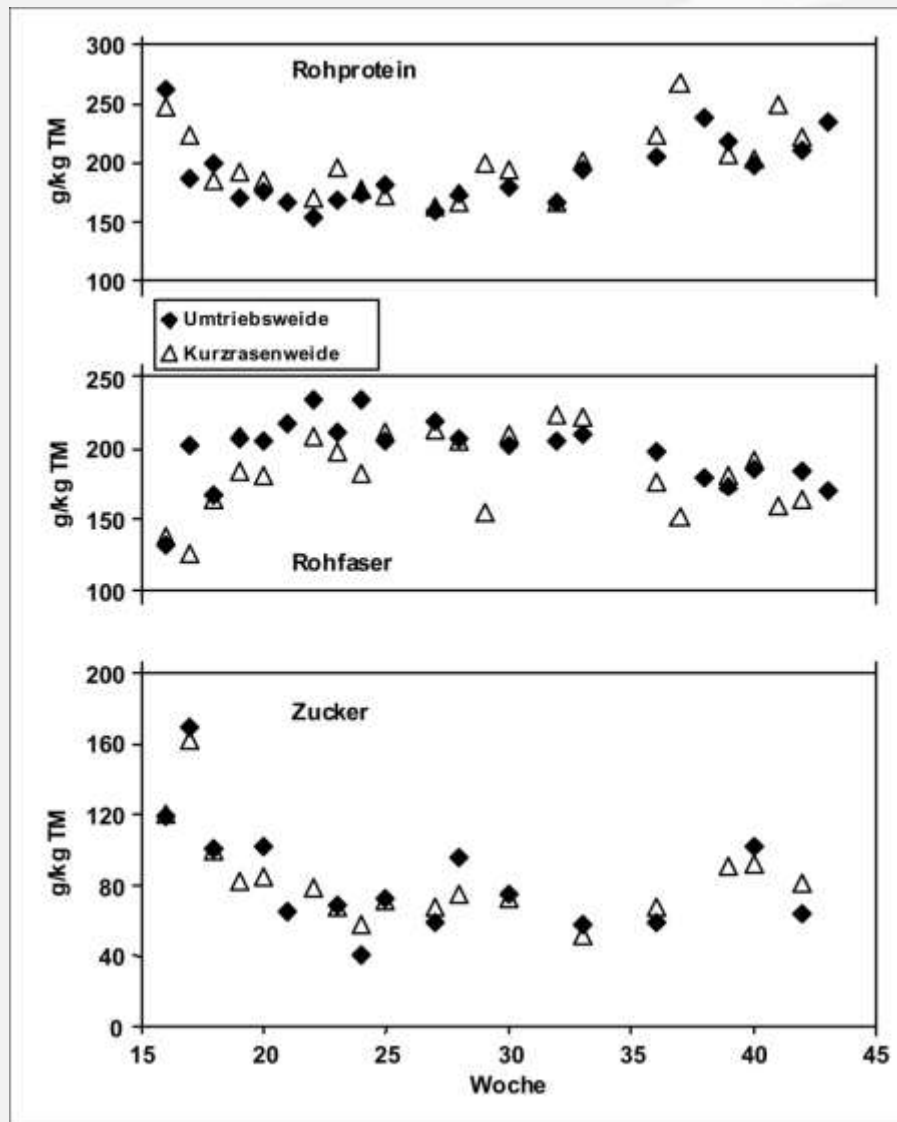 300
Rohprotein
250
g/kg TM
200
150
100
Umtriebsweide
Kurzrasenweide
250
200
g/kg TM
150
Rohfaser
100
200
Zucker
160
120
g/kg TM
80
40
0
15 20 25 30 35 40 45
Woche